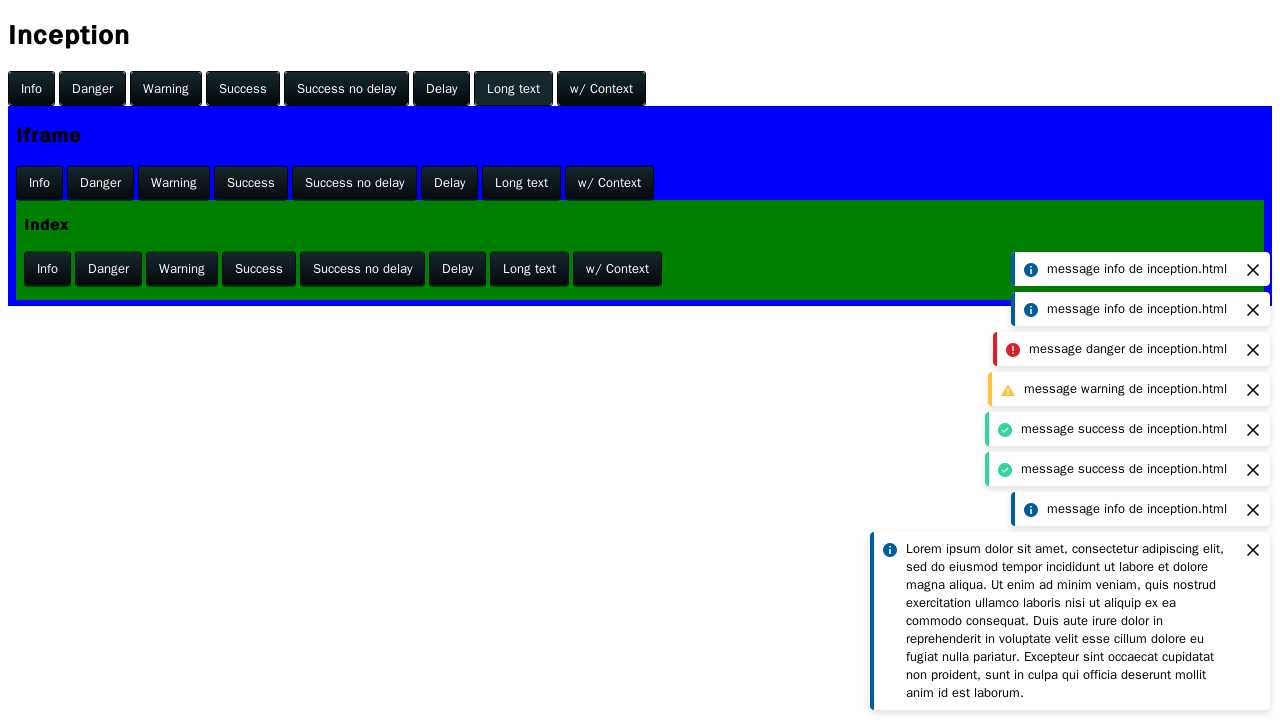 Inception
Info Danger Warning Success Success no delay Delay Long text w/ Context
Iframe
Info Danger Warning Success Success no delay Delay Long text w/ Context
Index
Info Danger Warning Success Success no delay Delay Long text w/ Context
message info de inception.html
message info de inception.html
message danger de inception.html
message warning de inception.html
message success de inception.html
message success de inception.html
message info de inception.html
Lorem ipsum dolor sit amet, consectetur adipiscing elit,
sed do eiusmod tempor incididunt ut labore et dolore
magna aliqua. Ut enim ad minim veniam, quis nostrud
exercitation ullamco laboris nisi ut aliquip ex ea
commodo consequat. Duis aute irure dolor in
reprehenderit in voluptate velit esse cillum dolore eu
fugiat nulla pariatur. Excepteur sint occaecat cupidatat
non proident, sunt in culpa qui officia deserunt mollit
anim id est laborum.